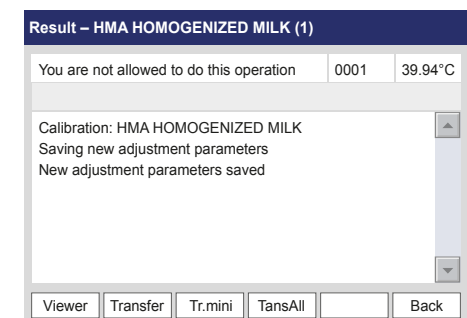 Result – HMA HOMOGENIZED MILK (1)
You are not allowed to do this operation 0001 39.94°C
Calibration: HMA HOMOGENIZED MILK
Saving new adjustment parameters
New adjustment parameters saved
Viewer Transfer Tr.mini TansAll Back